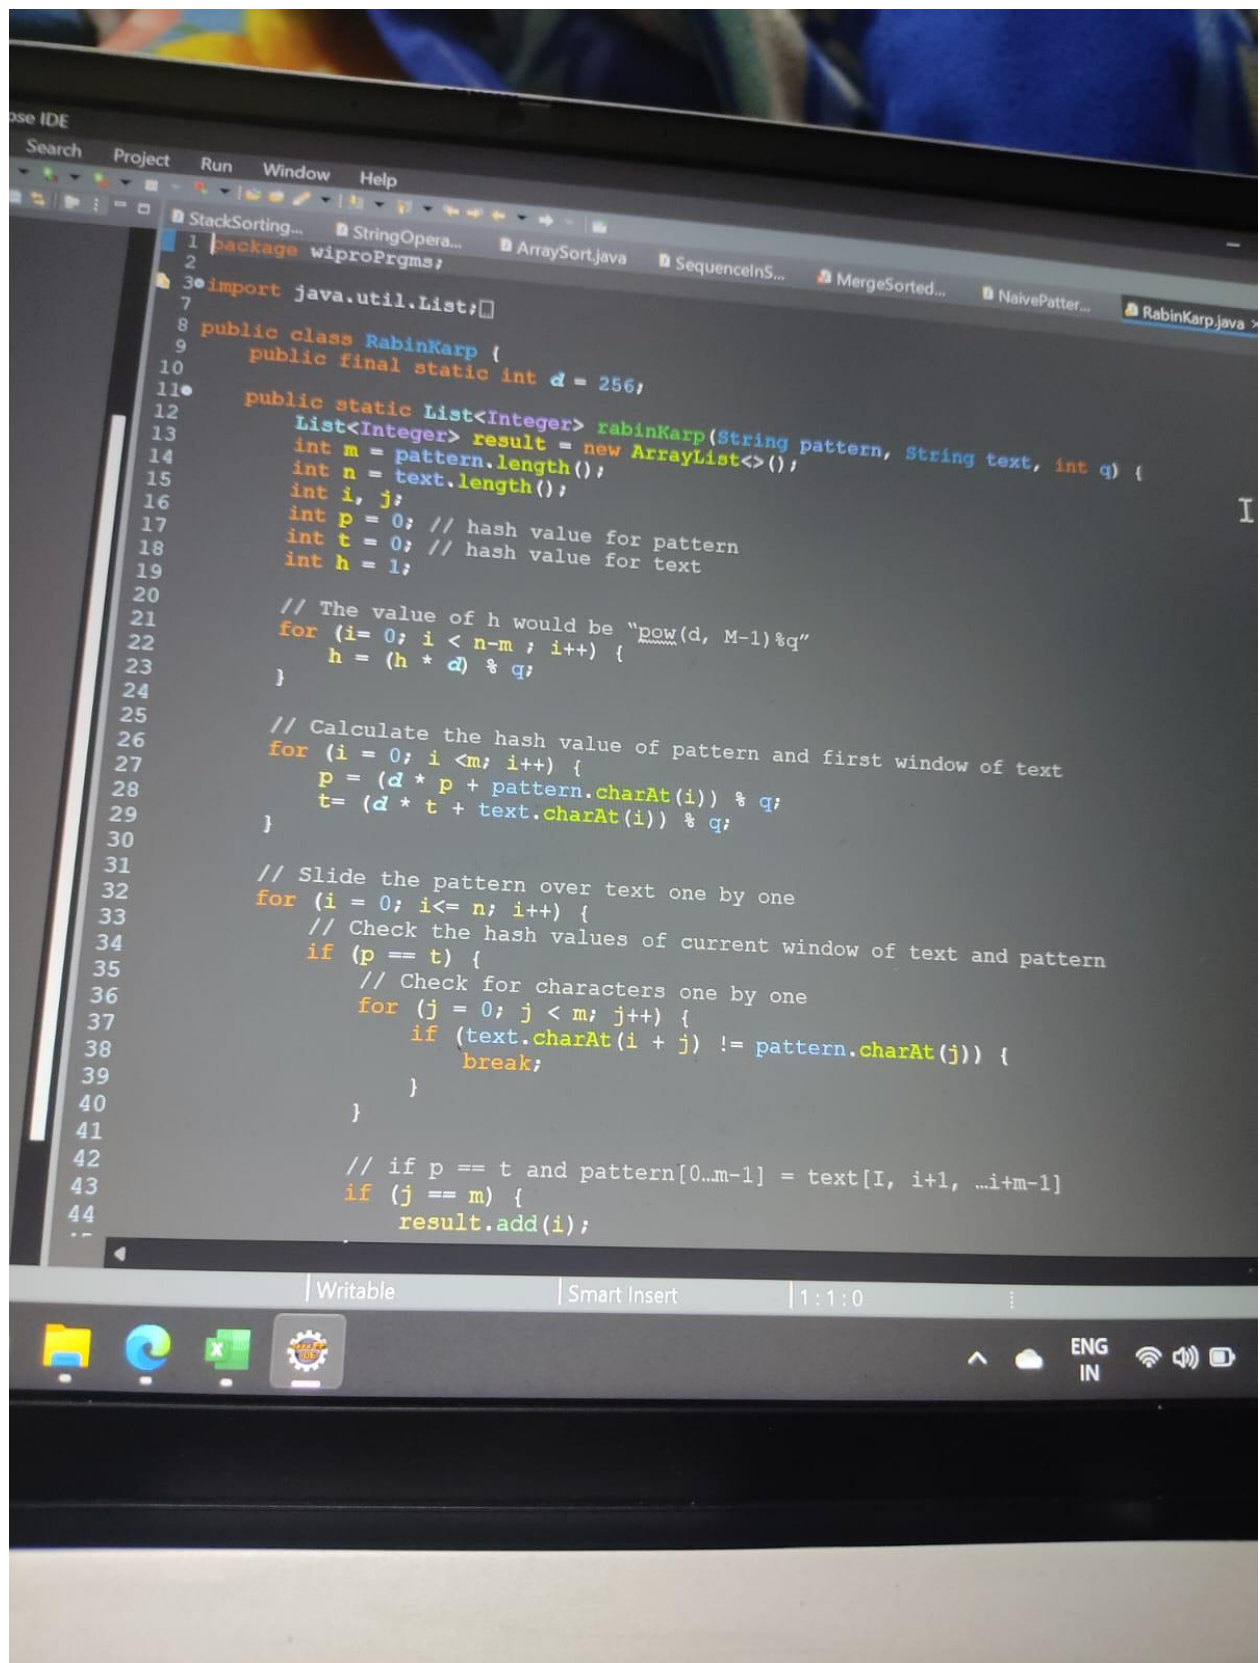 ose IDE
Search Project Run Window Help
StackSorting... StringOpera... ArraySort.java SequenceInS... MergeSorted... NaivePatter... RabinKarp.java
1 package wiproPrgms;
2
3 import java.util.List;
7
8 public class RabinKarp {
9 public final static int d = 256;
10
11 public static List<Integer> rabinKarp(String pattern, String text, int q) {
12 List<Integer> result = new ArrayList<>();
13 int m = pattern.length();
14 int n = text.length();
15 int i, j;
16 int p = 0; // hash value for pattern
17 int t = 0; // hash value for text
18 int h = 1;
19
20 // The value of h would be “pow(d, M-1)%q”
21 for (i= 0; i < n-m ; i++) {
22 h = (h * d) % q;
23 }
24
25 // Calculate the hash value of pattern and first window of text
26 for (i = 0; i <m; i++) {
27 p = (d * p + pattern.charAt(i)) % q;
28 t= (d * t + text.charAt(i)) % q;
29 }
30
31 // Slide the pattern over text one by one
32 for (i = 0; i<= n; i++) {
33 // Check the hash values of current window of text and pattern
34 if (p == t) {
35 // Check for characters one by one
36 for (j = 0; j < m; j++) {
37 if (text.charAt(i + j) != pattern.charAt(j)) {
38 break;
39 }
40 }
41
42 // if p == t and pattern[0…m-1] = text[I, i+1, …i+m-1]
43 if (j == m) {
44 result.add(i);
Writable Smart Insert 1 : 1 : 0
ENG
IN